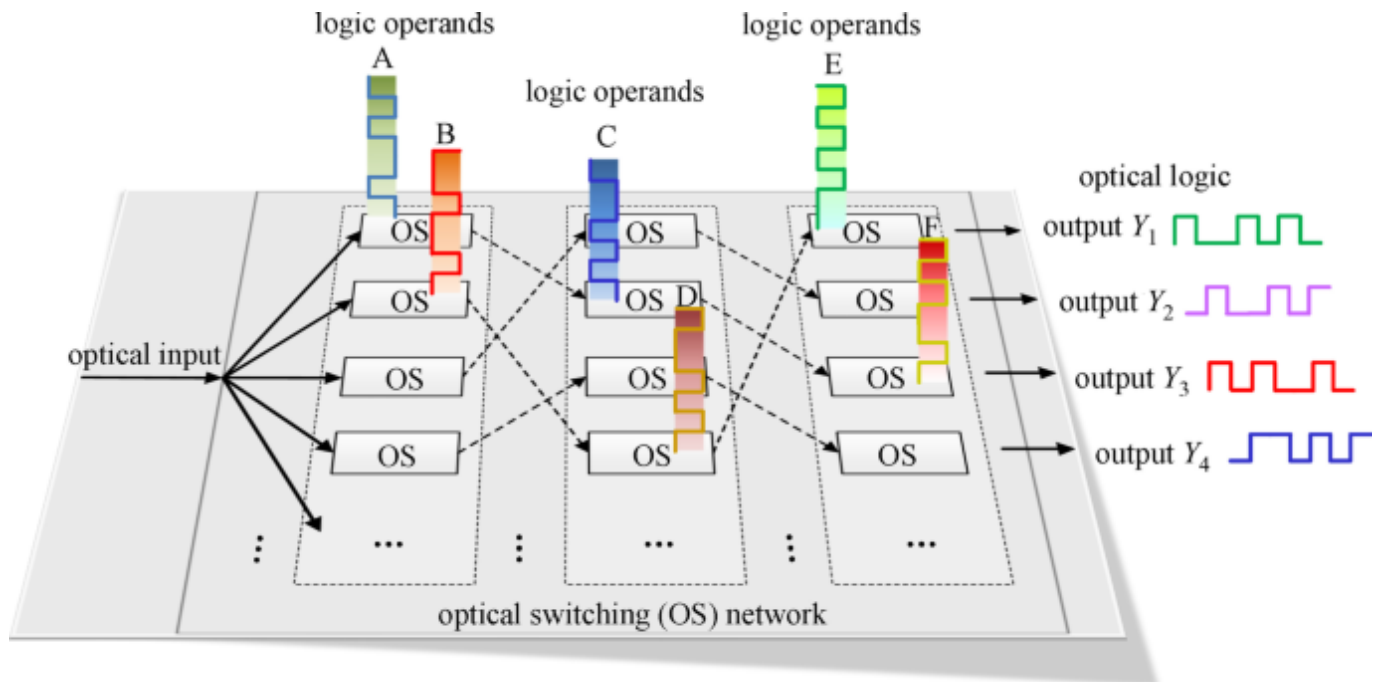 logic operands
A
logic operands
E
logic operands
B
C
optical logic
OS
OS
OS
F
output Y1
OS
OS
D
OS
output Y2
optical input
OS
OS
OS
output Y3
OS
OS
OS
output Y4
...
...
...
...
...
...
optical switching (OS) network